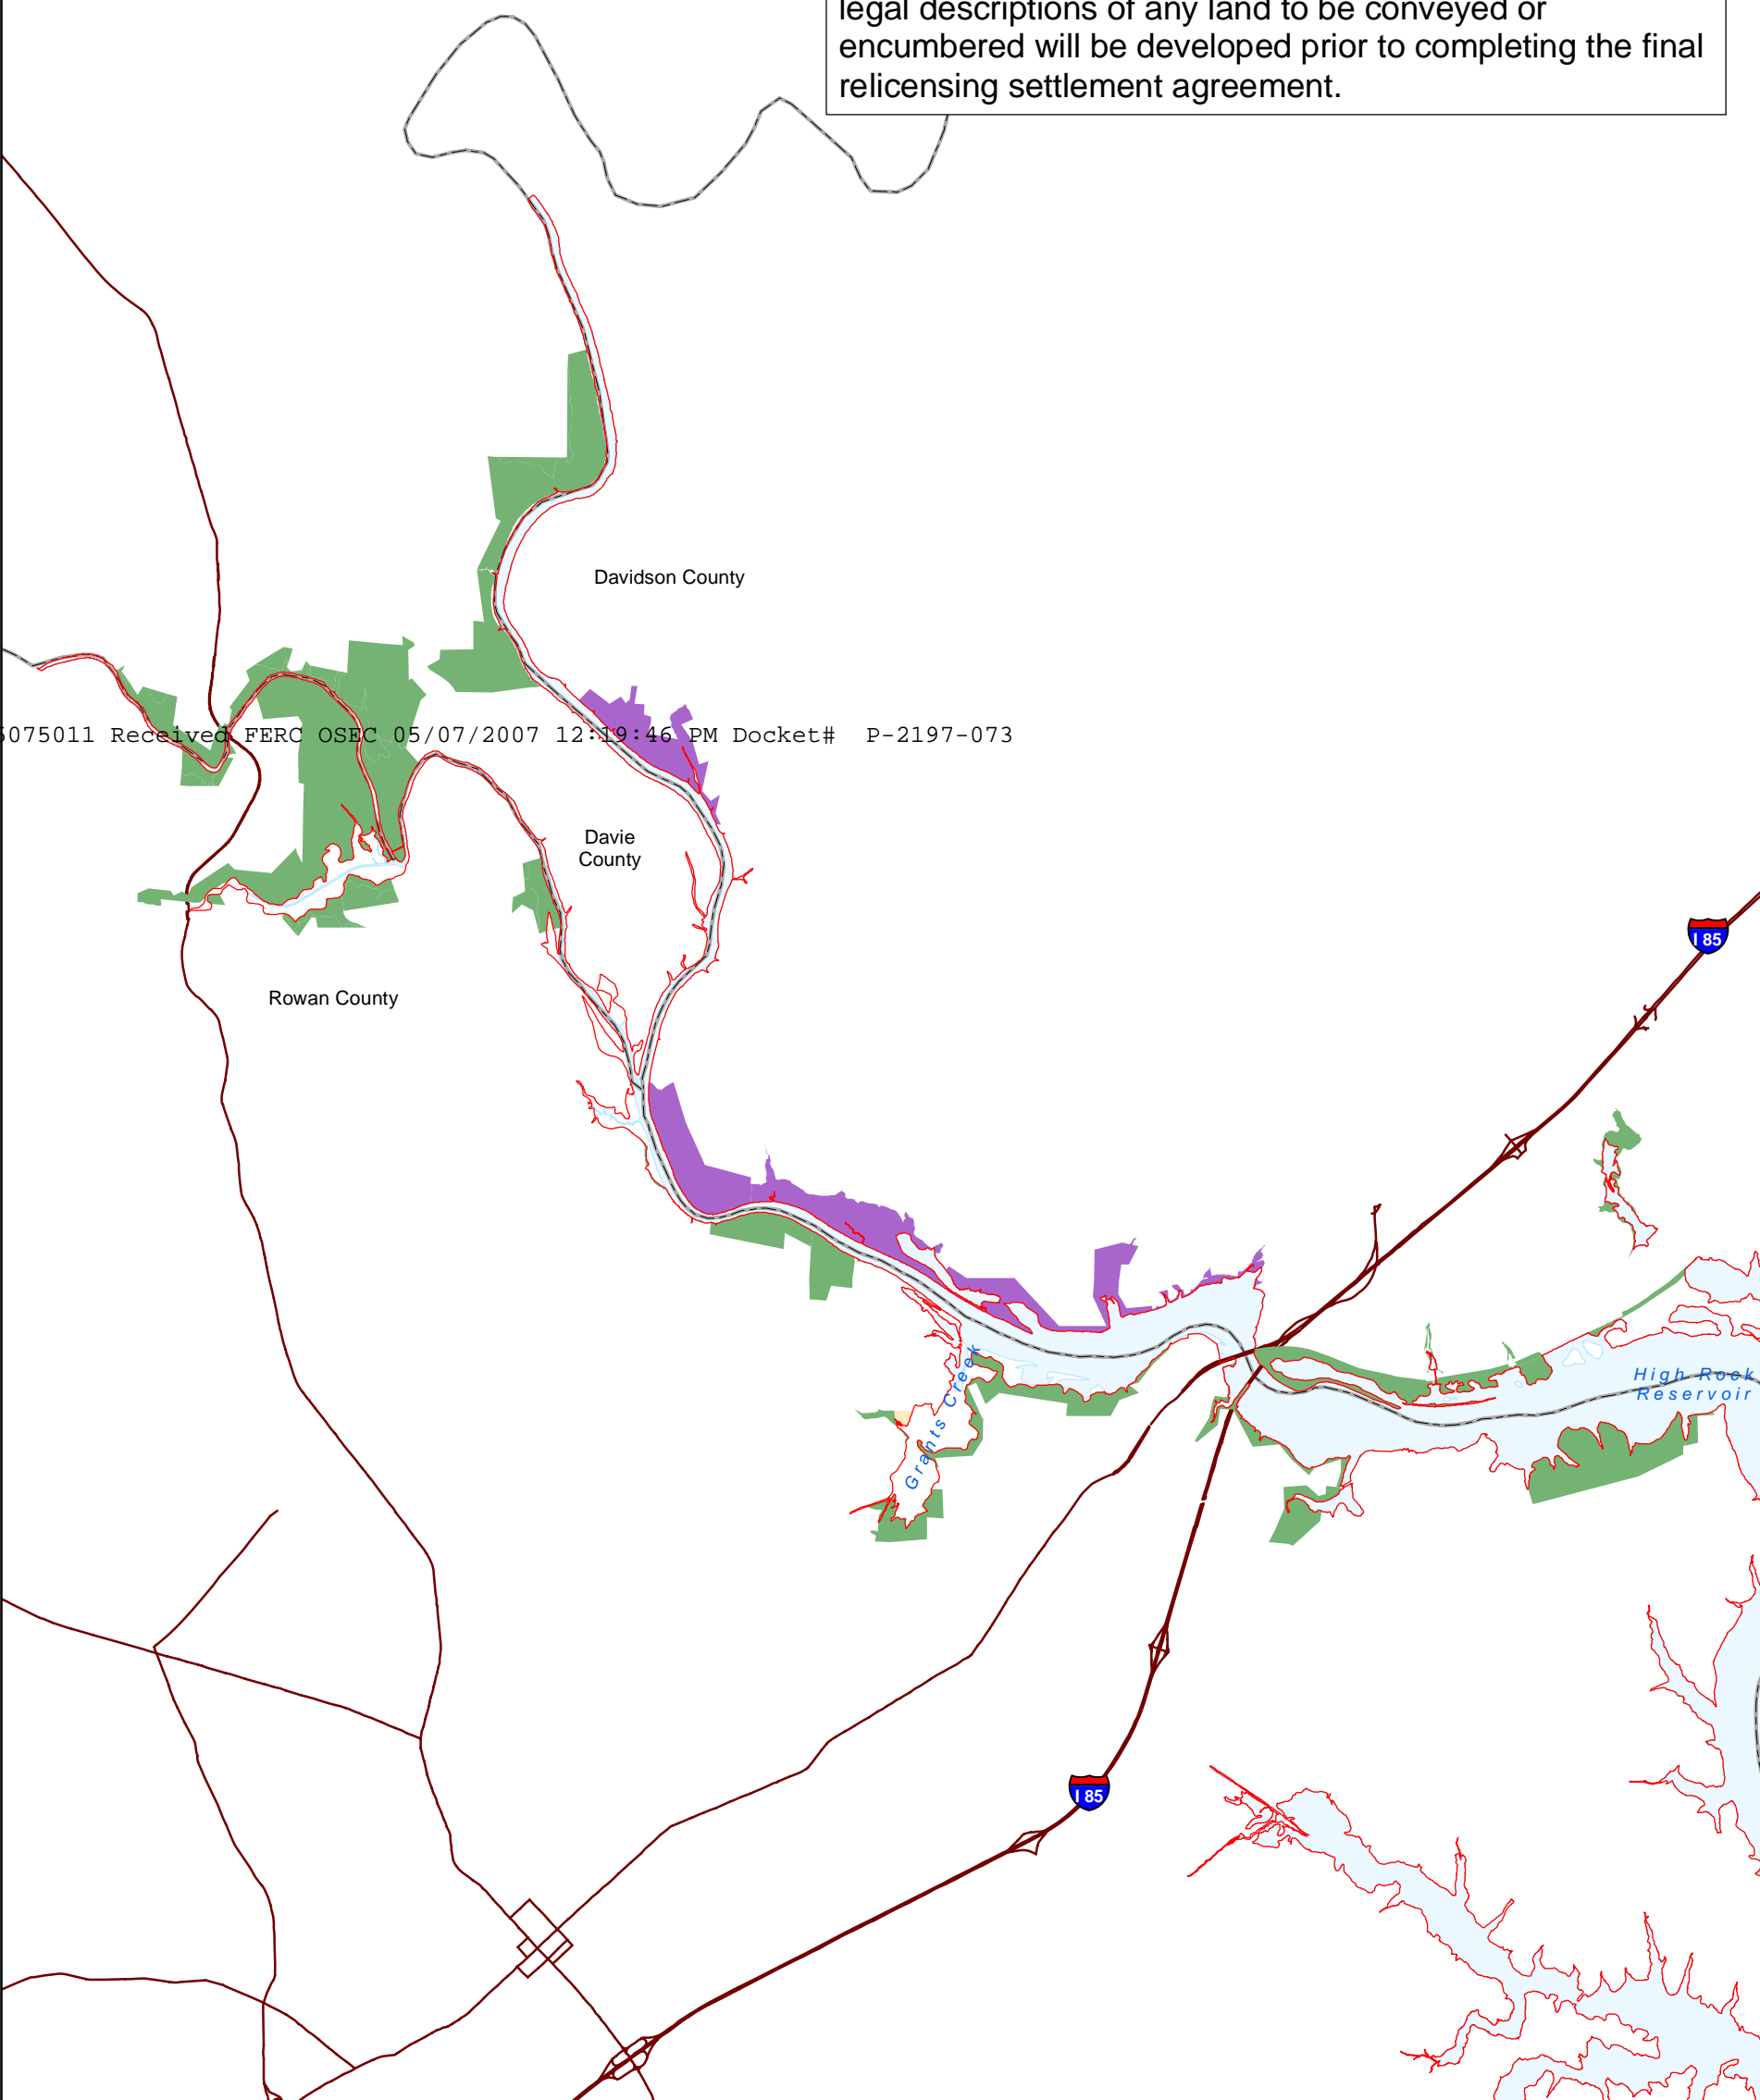 legal descriptions of any land to be conveyed or
encumbered will be developed prior to completing the final
relicensing settlement agreement.
Davidson County
5075011 Received FERC OSEC 05/07/2007 12:19:46 PM Docket# P-2197-073
Davie
County
I 85
Rowan County
High Rock
Reservoir
Grants Creek
I 85